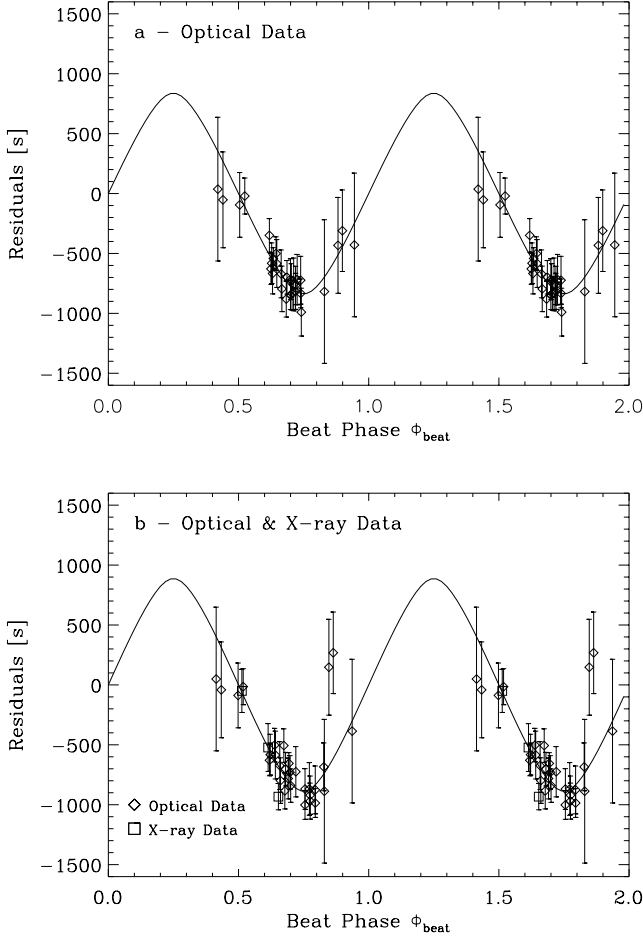 a - Optical Data
1500
1000
500
0
-500
-1000
-1500
Residuals [s]
0.0 0.5 1.0 1.5 2.0
Beat Phase Φbeat
b - Optical & X-ray Data
1500
1000
500
0
-500
-1000
-1500
Residuals [s]
Optical Data
X-ray Data
0.0 0.5 1.0 1.5 2.0
Beat Phase Φbeat